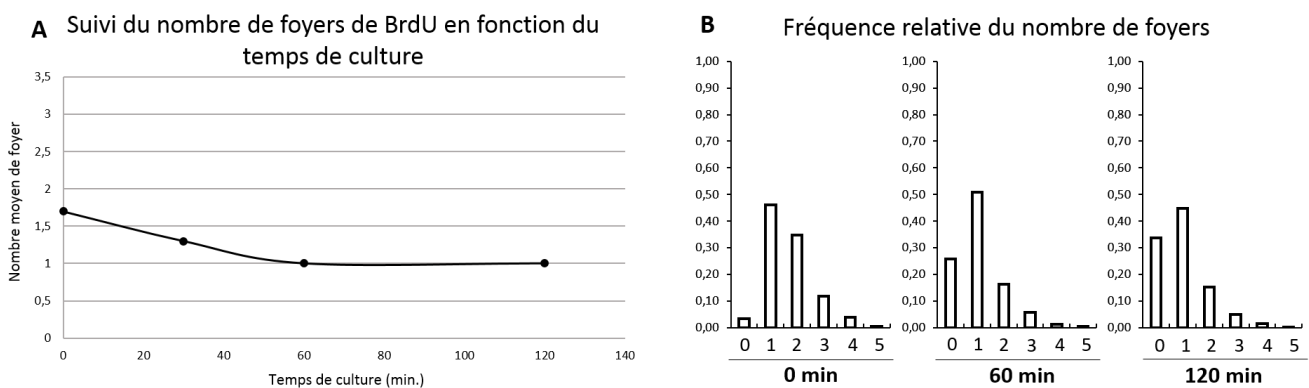 A Suivi du nombre de foyers de BrdU en fonction du
temps de culture
Nombre moyen de foyer
3,5
3
2,5
2
1,5
1
0,5
0
0 20 40 60 80 100 120 140
Temps de culture (min.)
B Fréquence relative du nombre de foyers
1,00 1,00 1,00
0,90 0,90 0,90
0,80 0,80 0,80
0,70 0,70 0,70
0,60 0,60 0,60
0,50 0,50 0,50
0,40 0,40 0,40
0,30 0,30 0,30
0,20 0,20 0,20
0,10 0,10 0,10
0,00 0,00 0,00
0 1 2 3 4 5 0 1 2 3 4 5 0 1 2 3 4 5
0 min 60 min 120 min